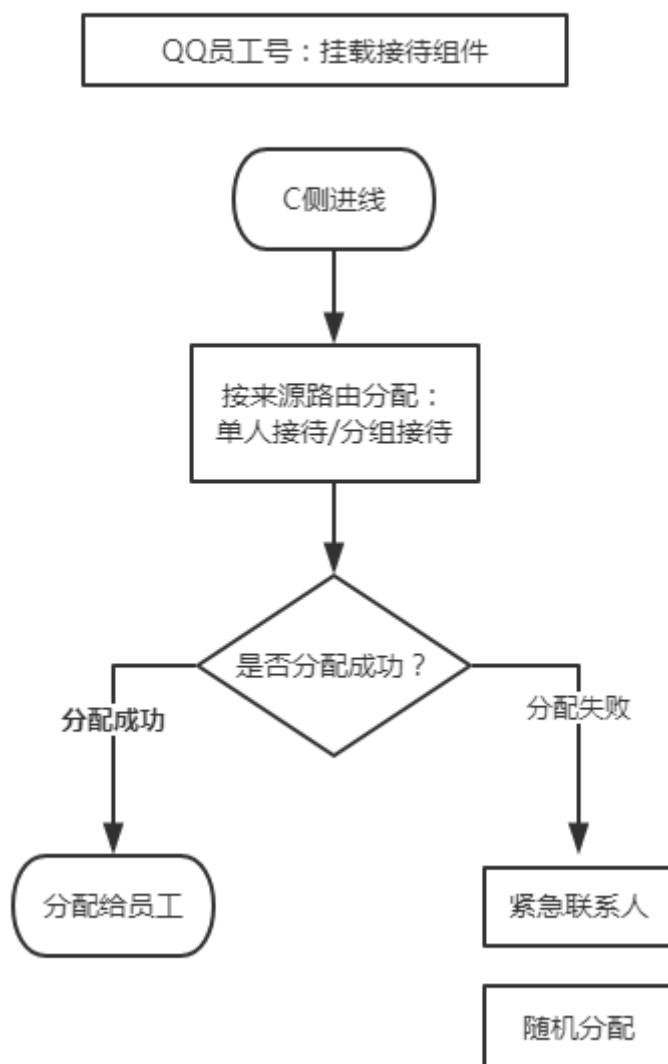 QQ员工号：挂载接待组件
C侧进线
按来源路由分配：
单人接待/分组接待
是否分配成功？
分配成功
分配失败
分配给员工
紧急联系人
随机分配